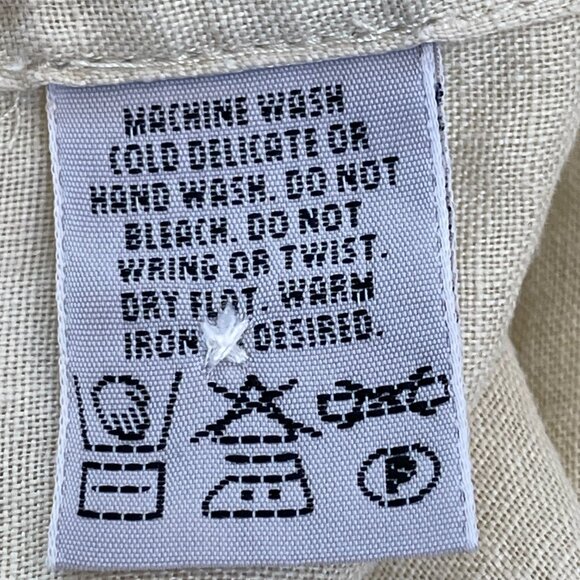 MACHINE WASH
COLD DELICATE OR
HAND WASH. DO NOT
BLEACH. DO NOT
WRING OR TWIST.
DRY FLAT. WARM
IRON DESIRED.
P